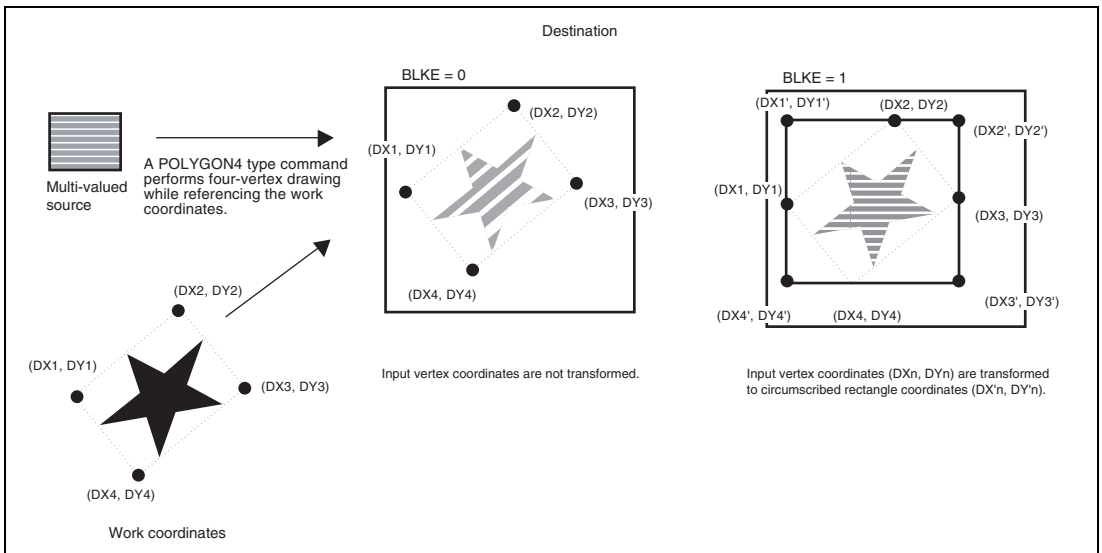 Destination
BLKE = 0
BLKE = 1
(DX2, DY2)
(DX1, DY1)
(DX3, DY3)
(DX4, DY4)
(DX1', DY1')
(DX2, DY2)
(DX2', DY2')
(DX1, DY1)
(DX3, DY3)
(DX3', DY3')
(DX4', DY4')
(DX4, DY4)
Multi-valued
source
A POLYGON4 type command
performs four-vertex drawing
while referencing the work
coordinates.
(DX2, DY2)
(DX1, DY1)
(DX3, DY3)
(DX4, DY4)
Work coordinates
Input vertex coordinates are not transformed.
Input vertex coordinates (DXn, DYn) are transformed
to circumscribed rectangle coordinates (DX'n, DY'n).